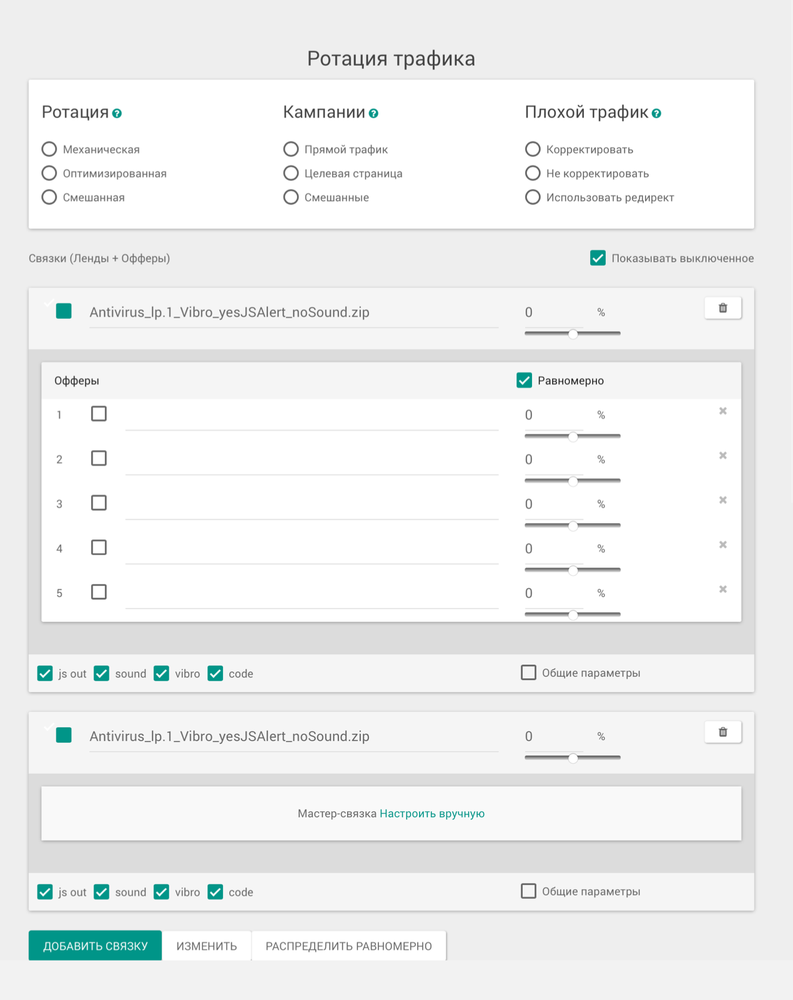 Ротация трафика
Ротация ?
Кампании ?
Плохой трафик ?
Механическая
Прямой трафик
Корректировать
Оптимизированная
Целевая страница
Не корректировать
Смешанная
Смешанные
Использовать редирект
Связки (Ленды + Офферы)
Показывать выключенное
Antivirus_lp.1_Vibro_yesJSAlert_noSound.zip
0 %
Офферы
Равномерно
1
0 %
2
0 %
3
0 %
4
0 %
5
0 %
js out sound vibro code
Общие параметры
Antivirus_lp.1_Vibro_yesJSAlert_noSound.zip
0 %
Мастер-связка Настроить вручную
js out sound vibro code
Общие параметры
ДОБАВИТЬ СВЯЗКУ
ИЗМЕНИТЬ
РАСПРЕДЕЛИТЬ РАВНОМЕРНО